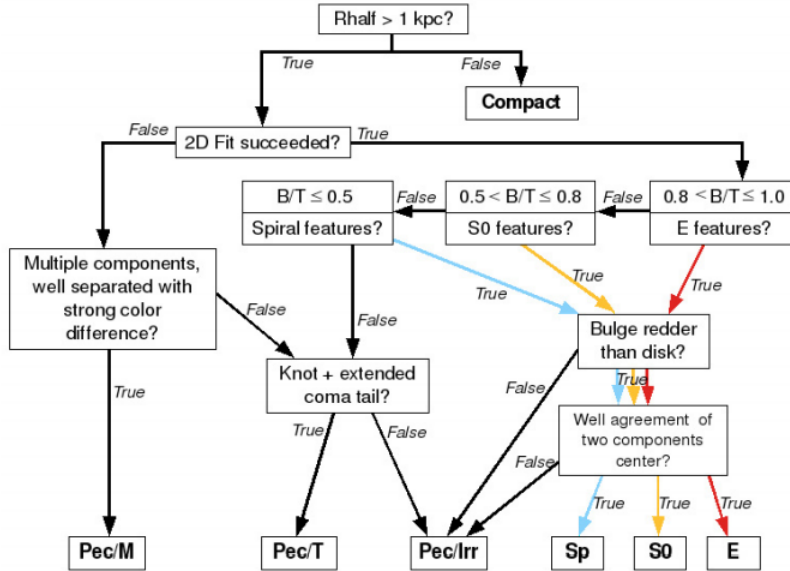 Rhalf > 1 kpc?
True
False
Compact
False
2D Fit succeeded?
True
B/T ≤ 0.5
False
0.5 < B/T ≤ 0.8
False
0.8 < B/T ≤ 1.0
Spiral features?
S0 features?
E features?
Multiple components,
well separated with
strong color
difference?
False
False
True
True
True
Bulge redder
than disk?
Knot + extended
coma tail?
True
False
True
True
False
False
Well agreement of
two components
center?
True
True
True
Pec/M
Pec/T
Pec/Irr
Sp
S0
E